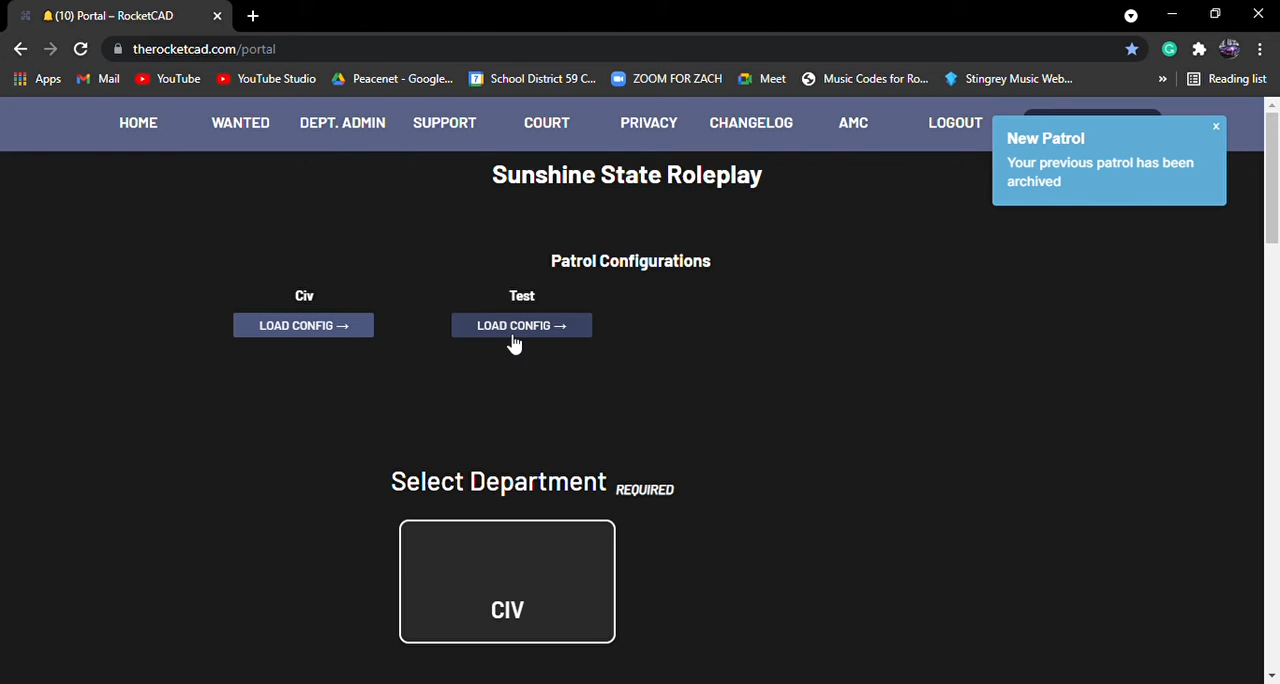 (10) Portal – RocketCAD
therocketcad.com/portal
Apps Mail YouTube YouTube Studio Peacenet - Google... 7 School District 59 C... ZOOM FOR ZACH Meet Music Codes for Ro... Stingrey Music Web... » Reading list
HOME WANTED DEPT. ADMIN SUPPORT COURT PRIVACY CHANGELOG AMC LOGOUT
New Patrol x
Your previous patrol has been
archived
Sunshine State Roleplay
Patrol Configurations
Civ Test
LOAD CONFIG → LOAD CONFIG →
Select Department REQUIRED
CIV